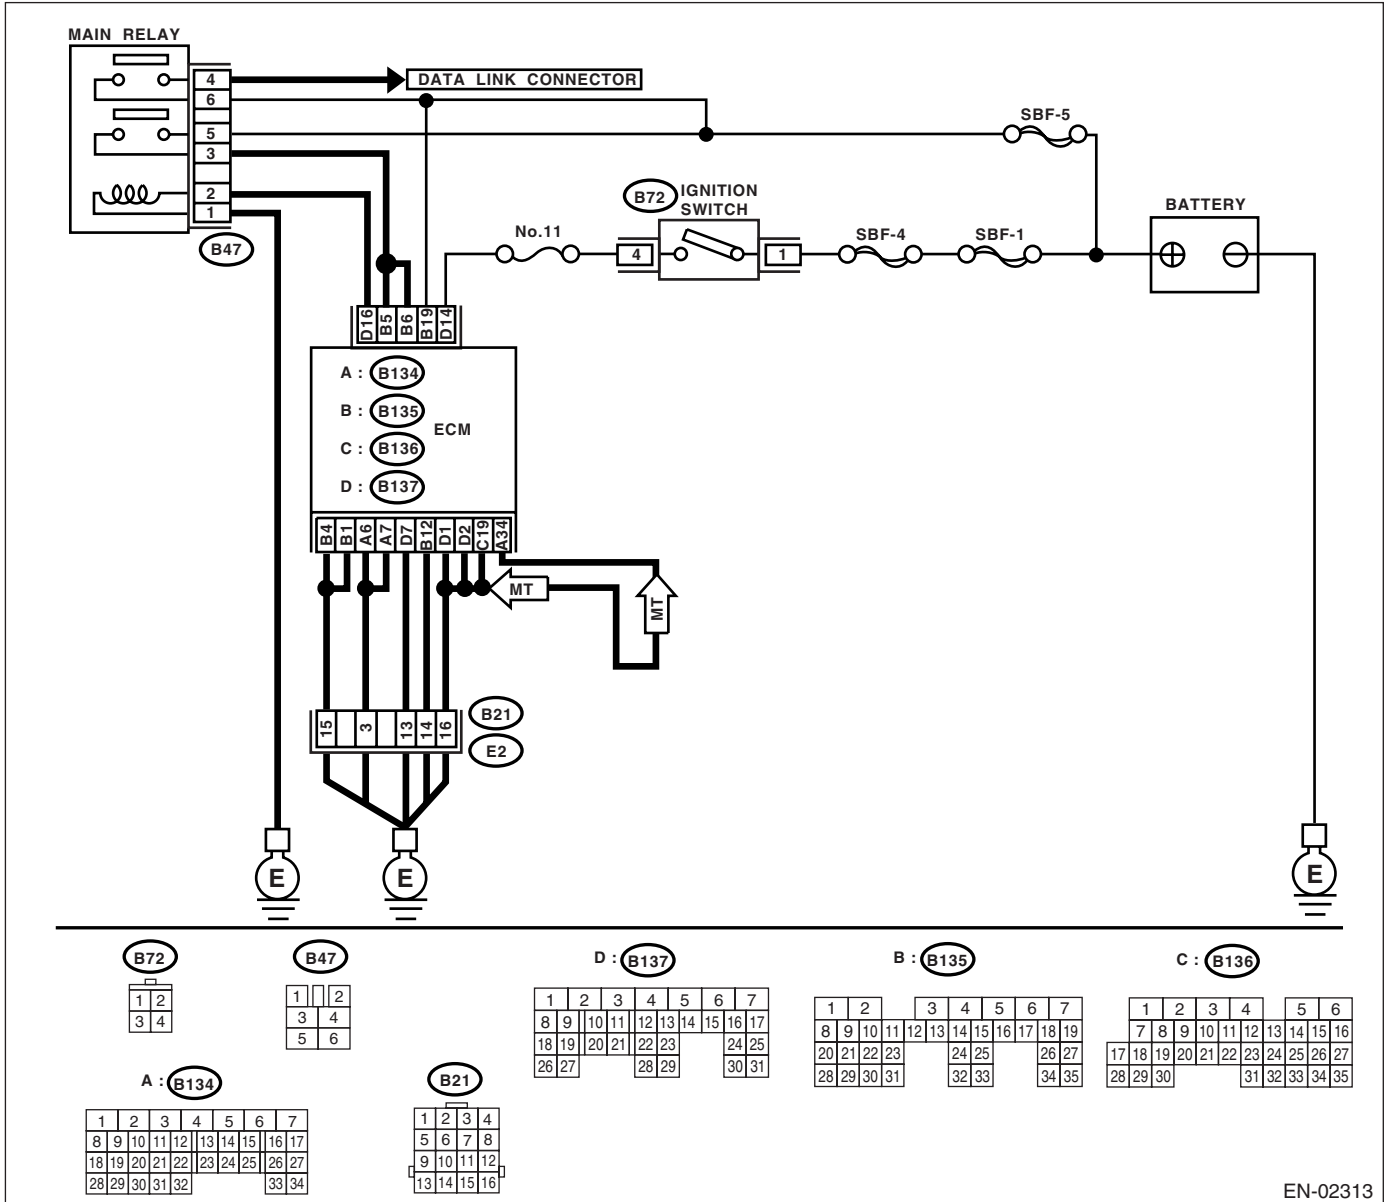 MAIN RELAY
4
6
5
3
2
1
B47
DATA LINK CONNECTOR
SBF-5
B72 IGNITION SWITCH
4
1
No.11
SBF-4
SBF-1
BATTERY
D16 B5 B6 B19 D14
A : B134
B : B135
C : B136
D : B137
ECM
B4 B1 A6 A7 D7 B12 D1 D2 C19 A34
MT
MT
15 3 13 14 16
B21
E2
E
E
E
B72
1 2
3 4
B47
1 2
3 4
5 6
D : B137
1 2 3 4 5 6 7
8 9 10 11 12 13 14 15 16 17
18 19 20 21 22 23 24 25
26 27 28 29 30 31
B : B135
1 2 3 4 5 6 7
8 9 10 11 12 13 14 15 16 17 18 19
20 21 22 23 24 25 26 27
28 29 30 31 32 33 34 35
C : B136
1 2 3 4 5 6
7 8 9 10 11 12 13 14 15 16
17 18 19 20 21 22 23 24 25 26 27
28 29 30 31 32 33 34 35
A : B134
1 2 3 4 5 6 7
8 9 10 11 12 13 14 15 16 17
18 19 20 21 22 23 24 25 26 27
28 29 30 31 32 33 34
B21
1 2 3 4
5 6 7 8
9 10 11 12
13 14 15 16
EN-02313